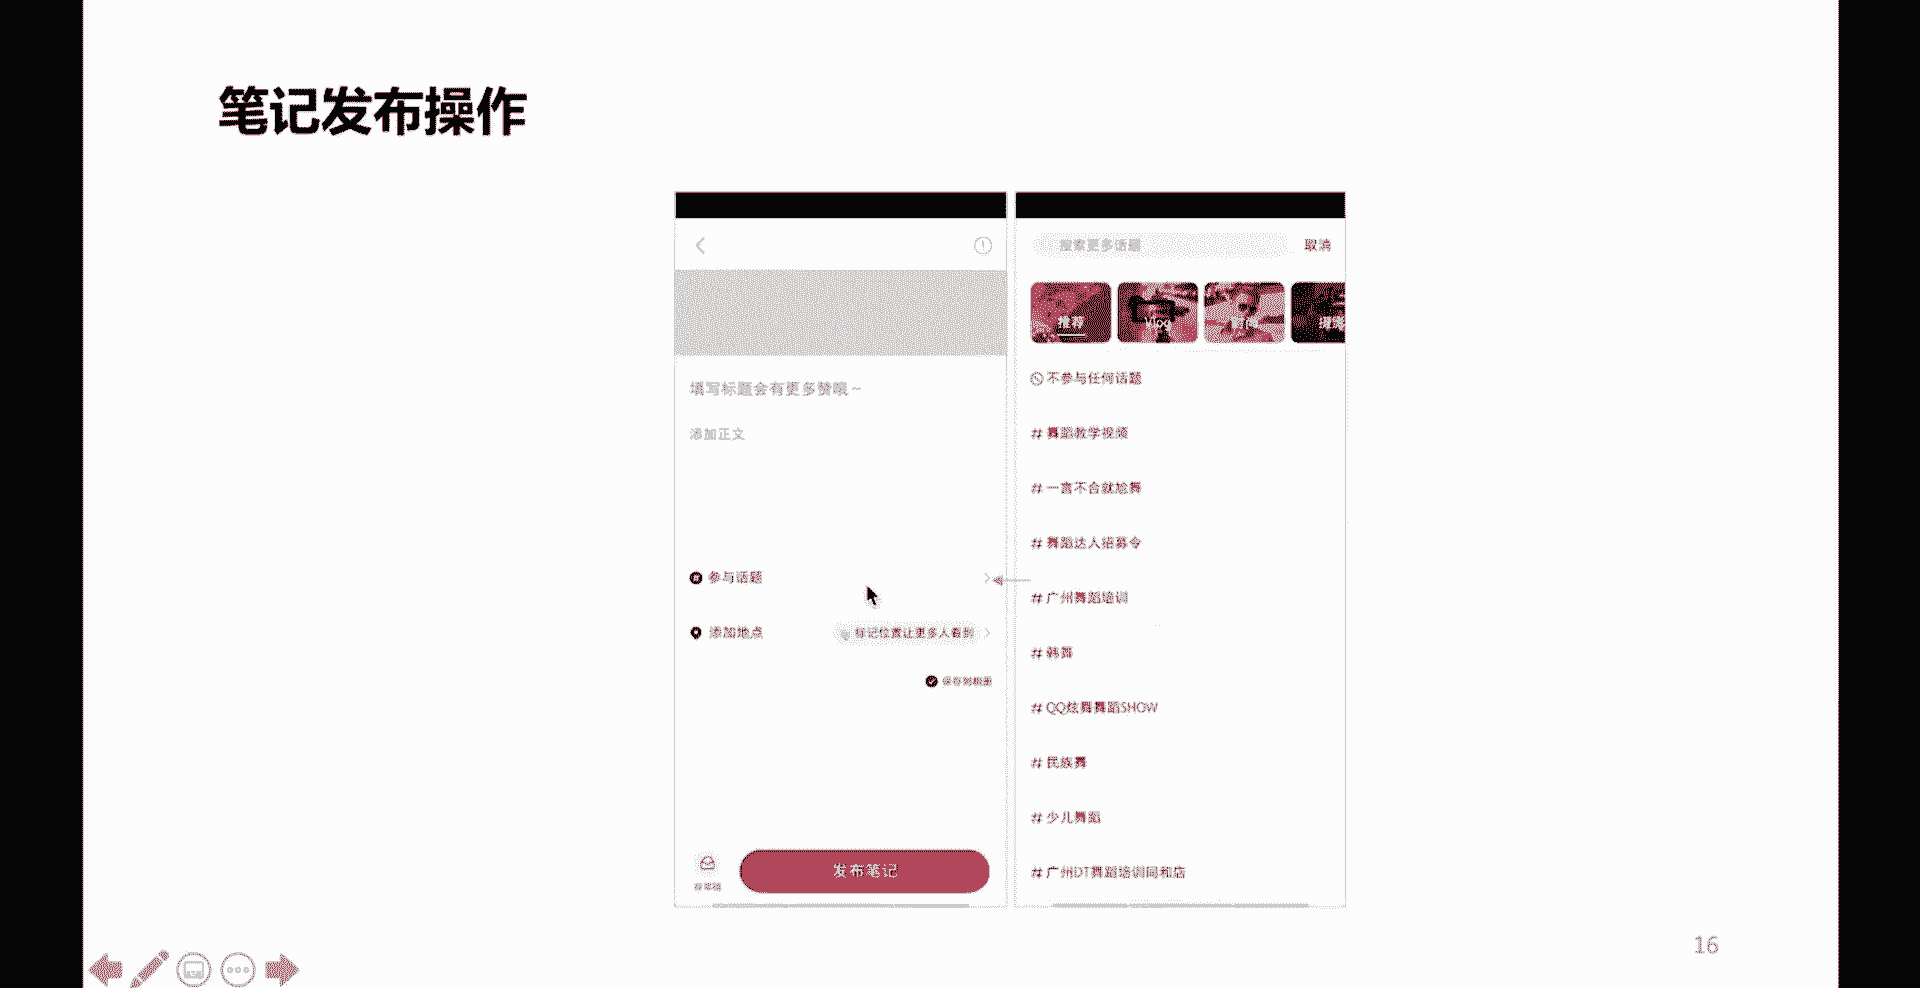 笔记发布操作
填写标题会有更多赞哦~
添加正文
参与话题
添加地点
标记位置让更多人看到
保存到相册
存草稿
发布笔记
搜索更多话题
取消
推荐
vlog
时尚
不参与任何话题
# 舞蹈教学视频
# 一言不合就尬舞
# 舞蹈达人招募令
# 广州舞蹈培训
# 韩舞
# QQ炫舞舞蹈SHOW
# 民族舞
# 少儿舞蹈
# 广州DT舞蹈培训同和店
16